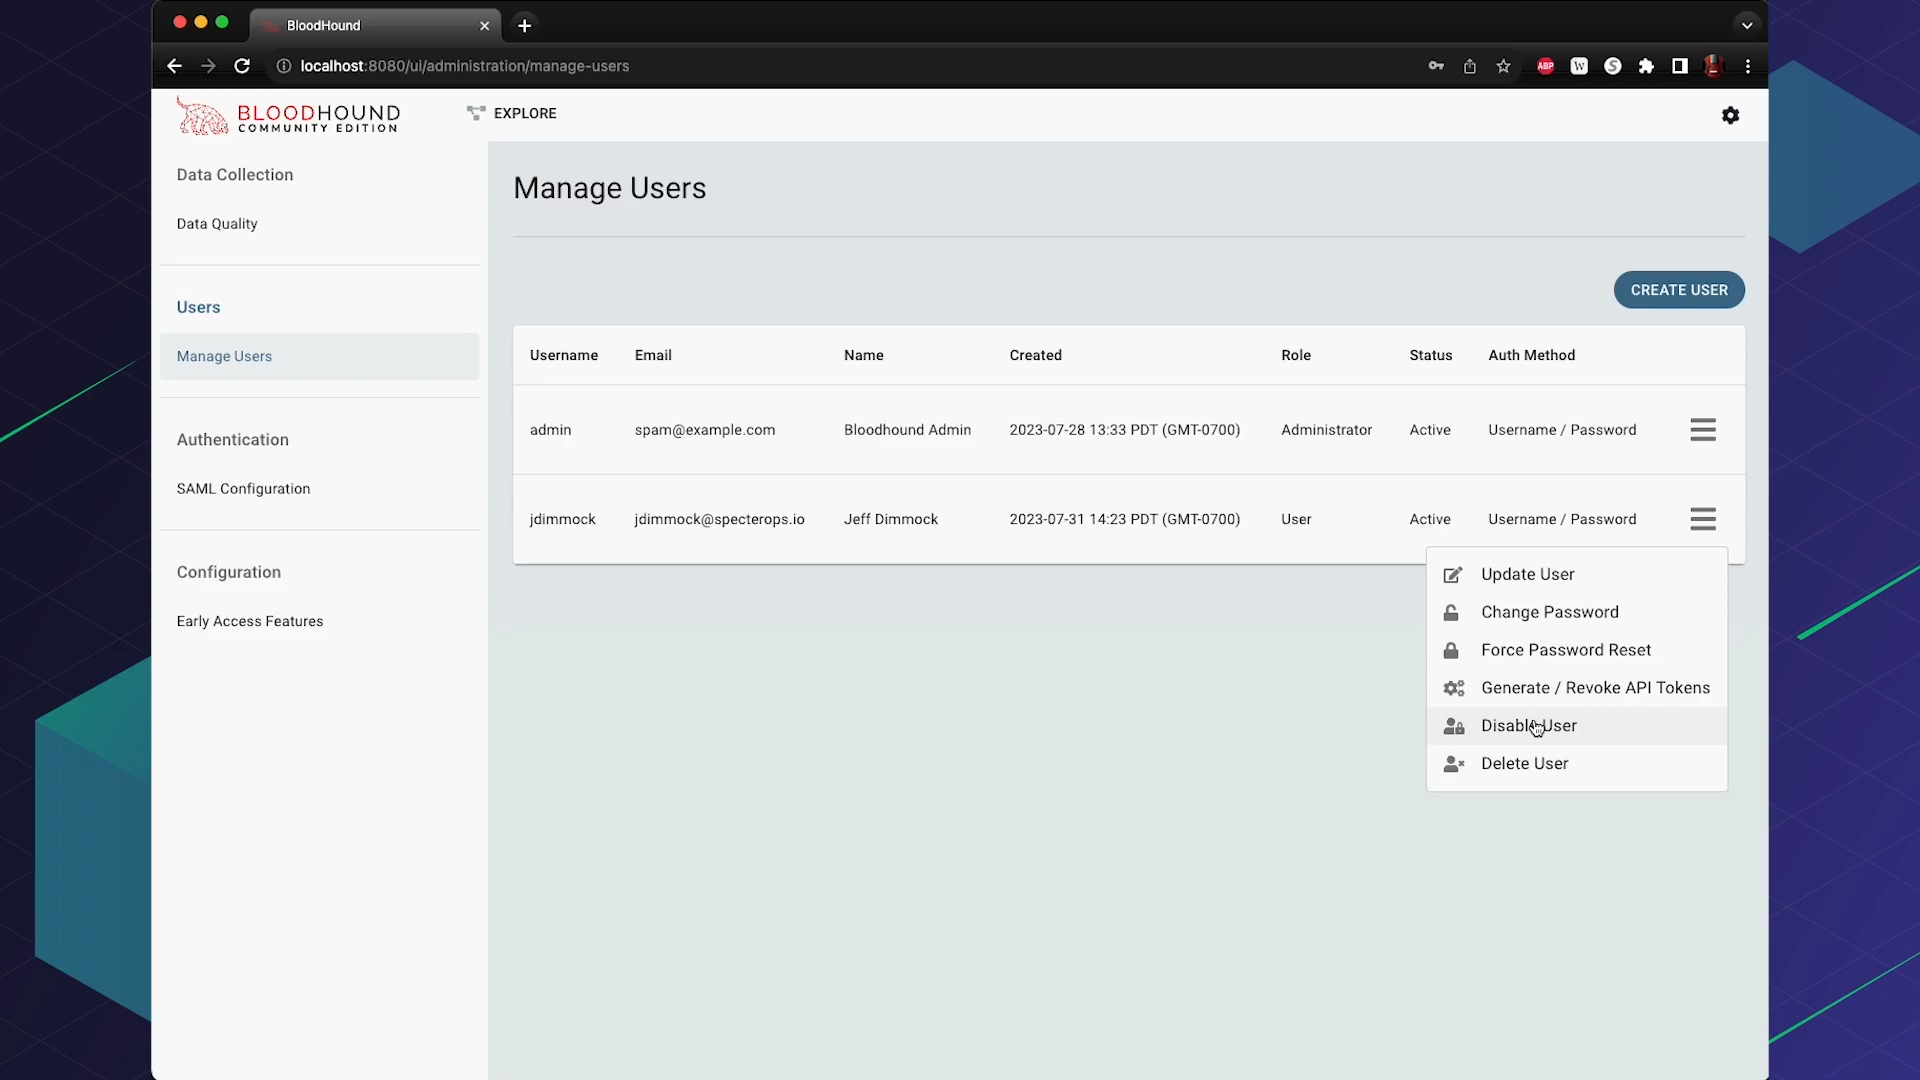 BloodHound
localhost:8080/ui/administration/manage-users
ABP
W
S
BLOODHOUND
COMMUNITY EDITION
EXPLORE
Data Collection
Data Quality
Users
Manage Users
Authentication
SAML Configuration
Configuration
Early Access Features
Manage Users
CREATE USER
Username Email Name Created Role Status Auth Method
admin spam@example.com Bloodhound Admin 2023-07-28 13:33 PDT (GMT-0700) Administrator Active Username / Password
jdimmock jdimmock@specterops.io Jeff Dimmock 2023-07-31 14:23 PDT (GMT-0700) User Active Username / Password
Update User
Change Password
Force Password Reset
Generate / Revoke API Tokens
Disable User
Delete User